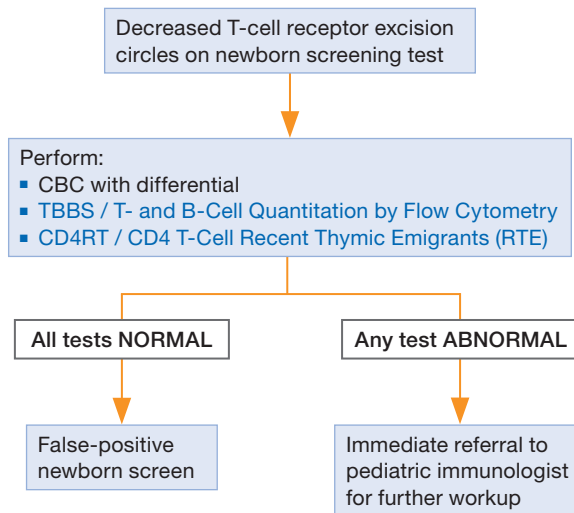 Decreased T-cell receptor excision
circles on newborn screening test
Perform:
▪ CBC with differential
▪ TBBS / T- and B-Cell Quantitation by Flow Cytometry
▪ CD4RT / CD4 T-Cell Recent Thymic Emigrants (RTE)
All tests NORMAL
Any test ABNORMAL
False-positive
newborn screen
Immediate referral to
pediatric immunologist
for further workup